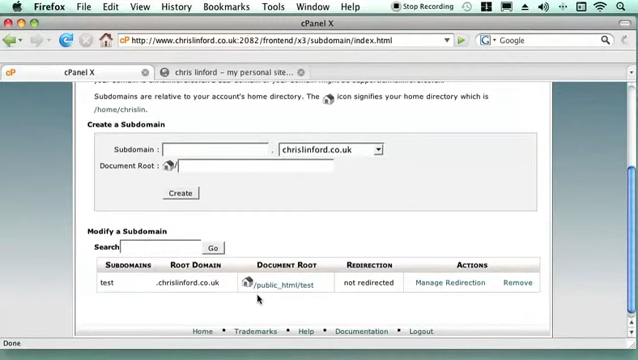 Firefox File Edit View History Bookmarks Tools Window Help Stop Recording
cPanel X
http://www.chrislinford.co.uk:2082/frontend/x3/subdomain/index.html
Google
cPanel X
chris linford – my personal site...
Subdomains are relative to your account's home directory. The icon signifies your home directory which is
/home/chrislin.
Create a Subdomain
Subdomain : . chrislinford.co.uk
Document Root : /
Create
Modify a Subdomain
Search Go
SUBDOMAINS ROOT DOMAIN DOCUMENT ROOT REDIRECTION ACTIONS
test .chrislinford.co.uk /public_html/test not redirected Manage Redirection Remove
Home • Trademarks • Help • Documentation • Logout
Done